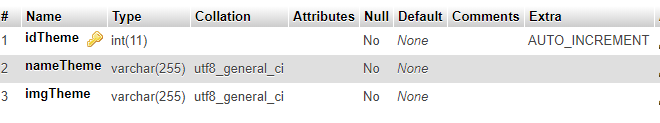 # Name Type Collation Attributes Null Default Comments Extra
1 idTheme int(11) No None AUTO_INCREMENT
2 nameTheme varchar(255) utf8_general_ci No None
3 imgTheme varchar(255) utf8_general_ci No None